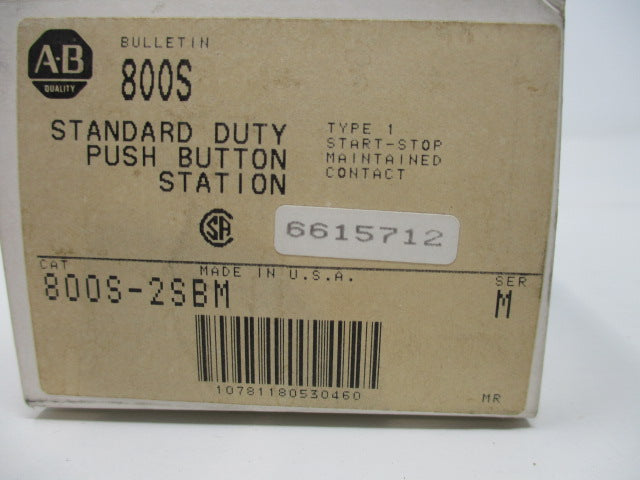 A·B
QUALITY
BULLETIN
800S
STANDARD DUTY
PUSH BUTTON
STATION
TYPE 1
START-STOP
MAINTAINED
CONTACT
SA
6615712
CAT
MADE IN U.S.A.
SER
800S-2SBM
M
10781180530460
MR